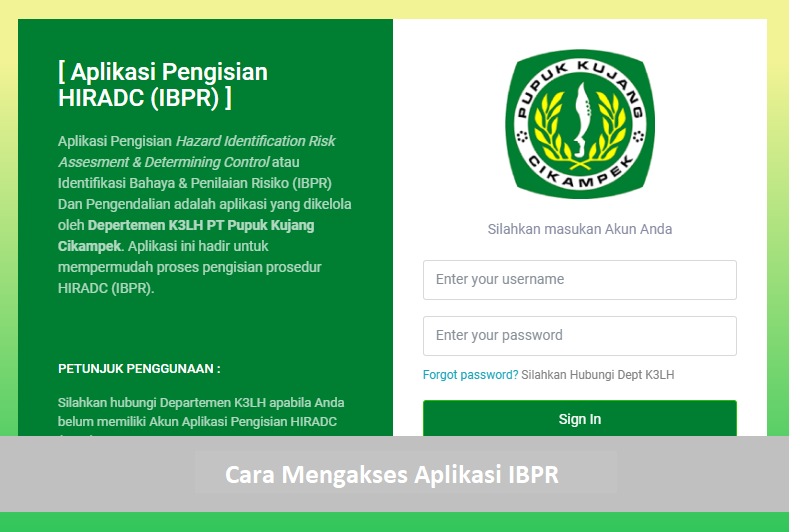 [ Aplikasi Pengisian
HIRADC (IBPR) ]
Aplikasi Pengisian Hazard Identification Risk
Assesment & Determining Control atau
Identifikasi Bahaya & Penilaian Risiko (IBPR)
Dan Pengendalian adalah aplikasi yang dikelola
oleh Depertemen K3LH PT Pupuk Kujang
Cikampek. Aplikasi ini hadir untuk
mempermudah proses pengisian prosedur
HIRADC (IBPR).
PETUNJUK PENGGUNAAN :
Silahkan hubungi Departemen K3LH apabila Anda
belum memiliki Akun Aplikasi Pengisian HIRADC
PUPUK KUJANG
CIKAMPEK
Silahkan masukan Akun Anda
Enter your username
Enter your password
Forgot password? Silahkan Hubungi Dept K3LH
Sign In
Cara Mengakses Aplikasi IBPR